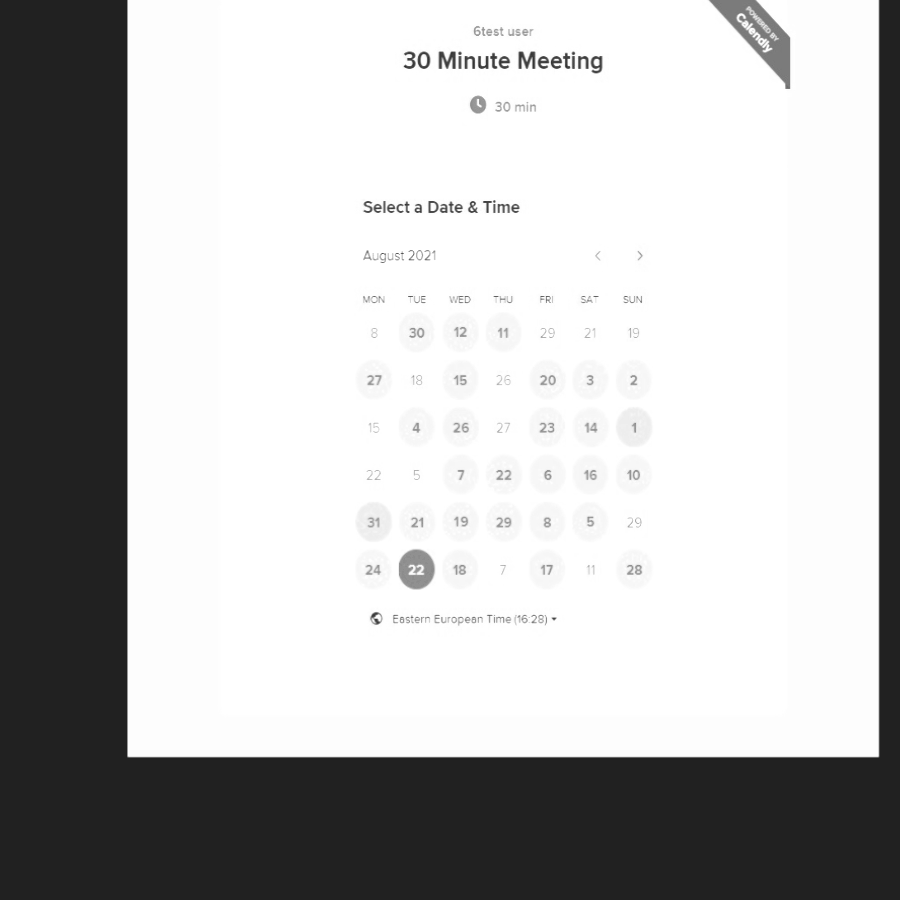 POWERED BY
Calendly
6test user
30 Minute Meeting
30 min
Select a Date & Time
August 2021
MON TUE WED THU FRI SAT SUN
8 30 12 11 29 21 19
27 18 15 26 20 3 2
15 4 26 27 23 14 1
22 5 7 22 6 16 10
31 21 19 29 8 5 29
24 22 18 7 17 11 28
Eastern European Time (16:28)